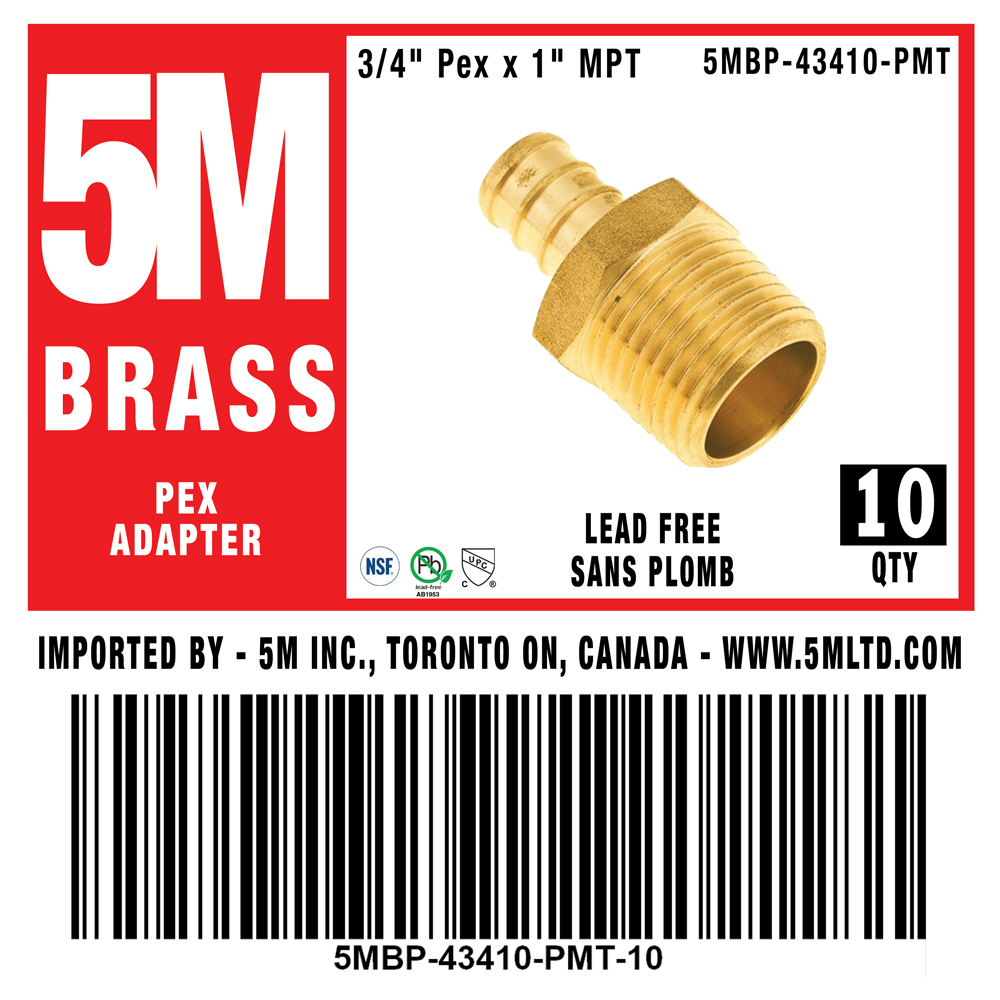 5M
BRASS
PEX
ADAPTER
3/4" Pex x 1" MPT
5MBP-43410-PMT
LEAD FREE
SANS PLOMB
10
QTY
NSF.
Pb
lead-free
AB1953
UPC
C ®
IMPORTED BY - 5M INC., TORONTO ON, CANADA - WWW.5MLTD.COM
5MBP-43410-PMT-10